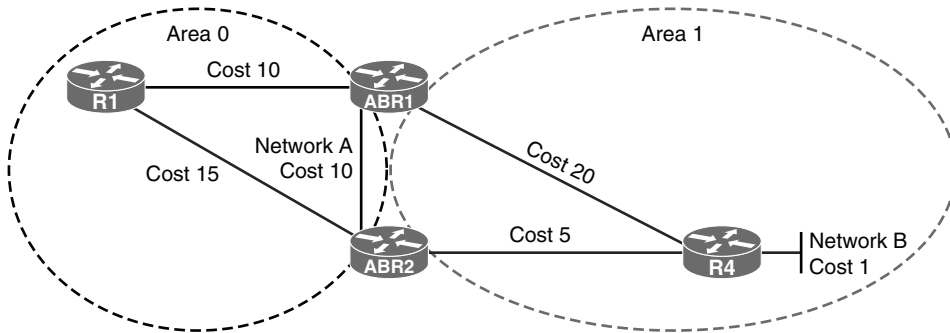 Area 0
Area 1
Cost 10
R1
ABR1
Network A
Cost 10
Cost 15
Cost 20
Cost 5
ABR2
R4
Network B
Cost 1